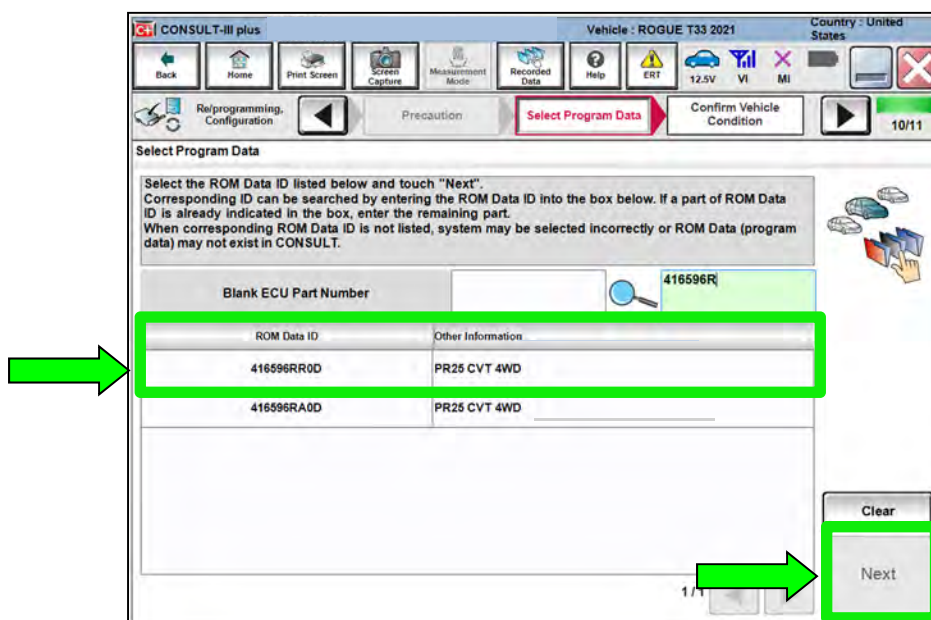 C+ CONSULT-III plus Vehicle : ROGUE T33 2021 Country : United States
Back Home Print Screen Screen Capture Measurement Mode Recorded Data Help ERT 12.5V VI MI
Re/programming, Configuration Precaution Select Program Data Confirm Vehicle Condition 10/11
Select Program Data
Select the ROM Data ID listed below and touch "Next".
Corresponding ID can be searched by entering the ROM Data ID into the box below. If a part of ROM Data
ID is already indicated in the box, enter the remaining part.
When corresponding ROM Data ID is not listed, system may be selected incorrectly or ROM Data (program
data) may not exist in CONSULT.
Blank ECU Part Number 416596R
ROM Data ID Other Information
416596RR0D PR25 CVT 4WD
416596RA0D PR25 CVT 4WD
Clear
Next
1/1